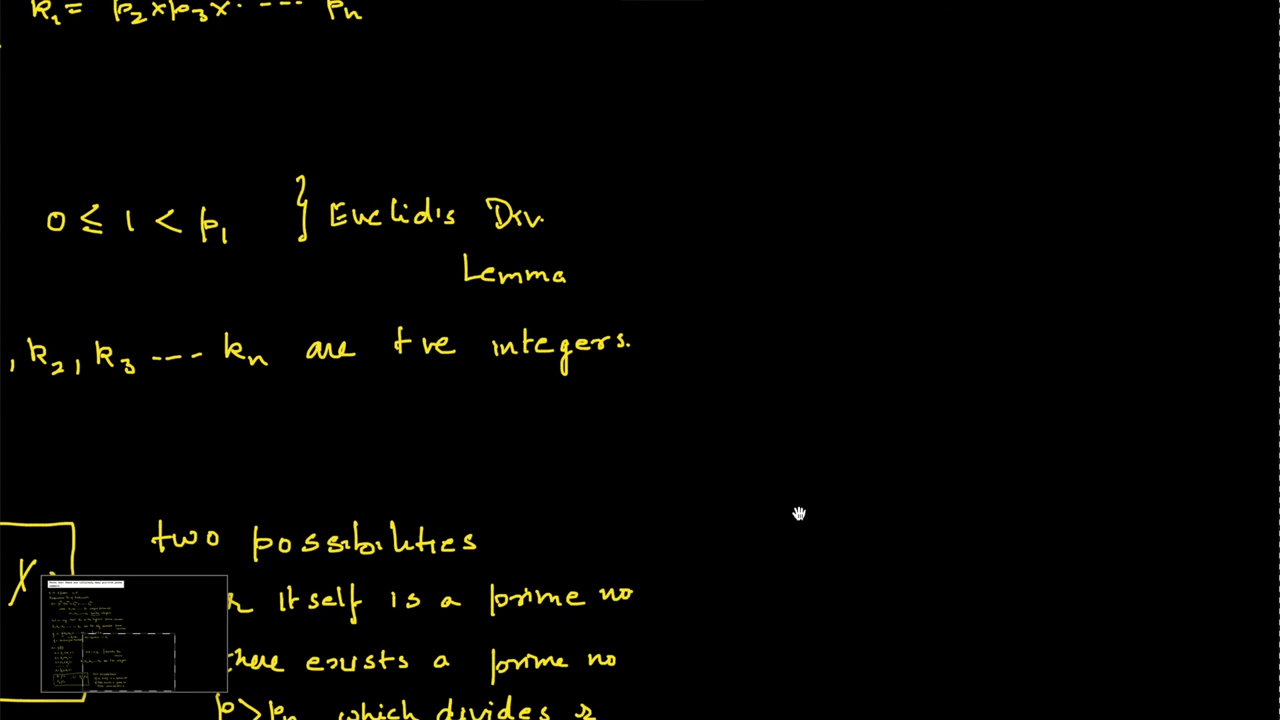 k₁ = p₂ x p₃ x . ---- pₙ
0 ≤ 1 < p₁ } Euclid's Div.
Lemma
, k₂, k₃ ---- kₙ are +ve integers.
two possibilities
itself is a prime no
there exists a prime no
p > pₙ which divides r